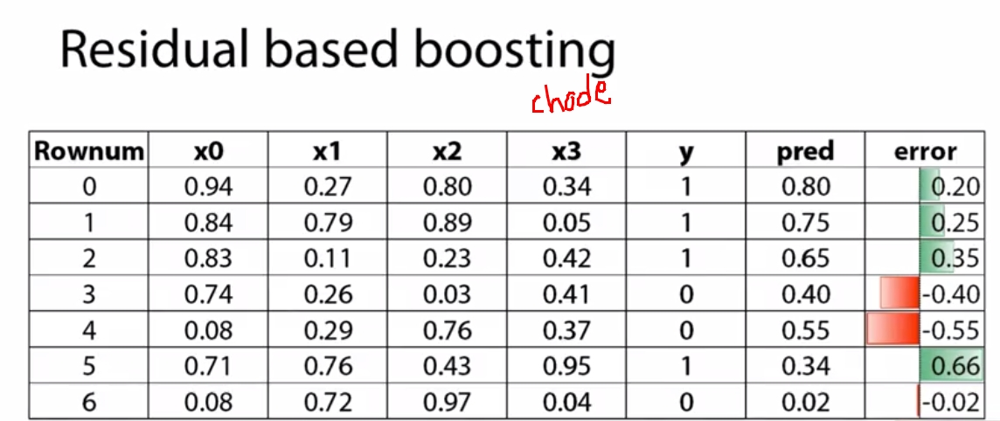 Residual based boosting
chode
Rownum x0 x1 x2 x3 y pred error
0 0.94 0.27 0.80 0.34 1 0.80 0.20
1 0.84 0.79 0.89 0.05 1 0.75 0.25
2 0.83 0.11 0.23 0.42 1 0.65 0.35
3 0.74 0.26 0.03 0.41 0 0.40 -0.40
4 0.08 0.29 0.76 0.37 0 0.55 -0.55
5 0.71 0.76 0.43 0.95 1 0.34 0.66
6 0.08 0.72 0.97 0.04 0 0.02 -0.02